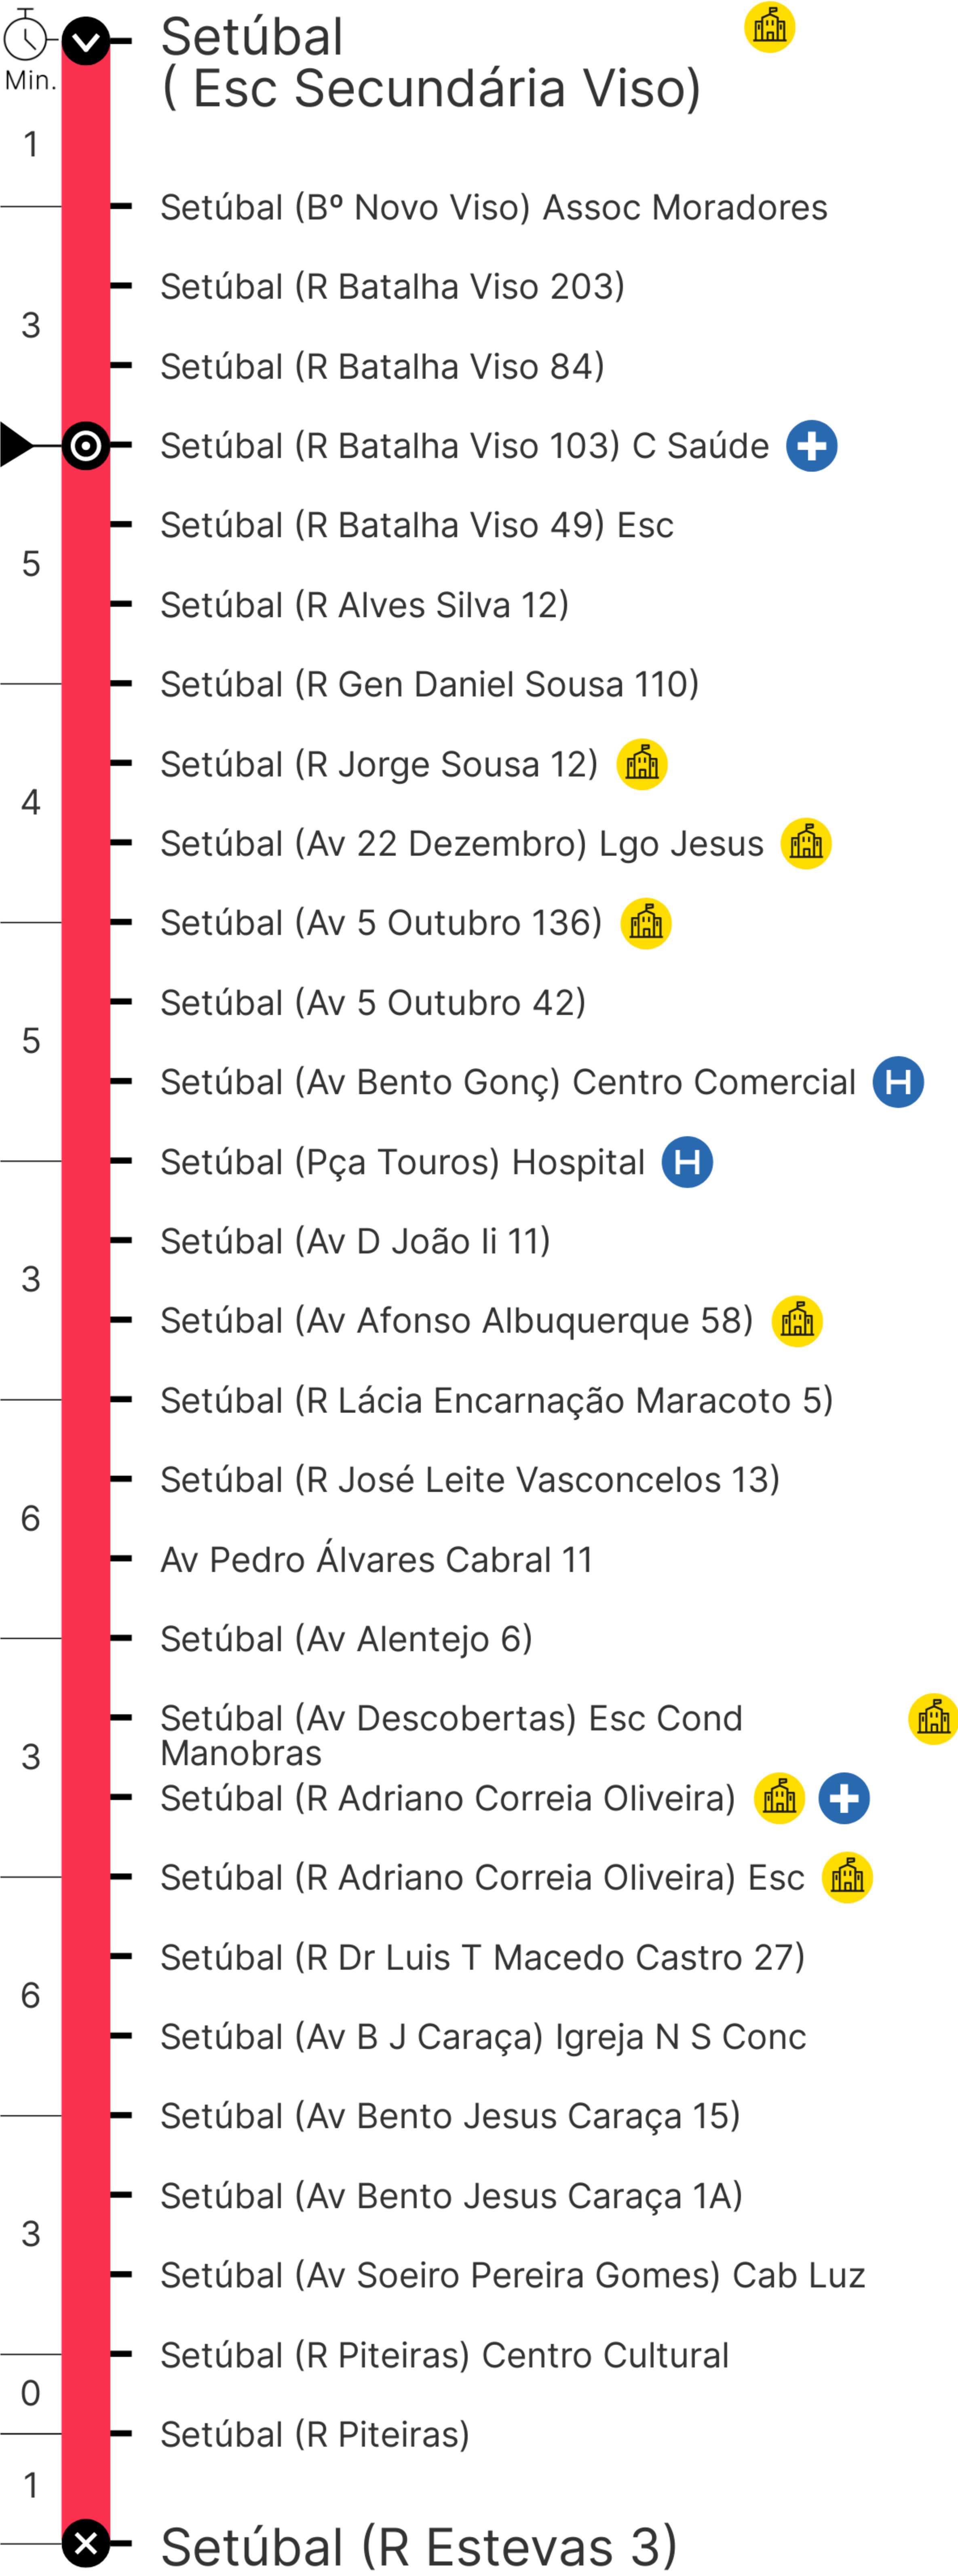 Setúbal
( Esc Secundária Viso)
Min.
1
Setúbal (Bº Novo Viso) Assoc Moradores
Setúbal (R Batalha Viso 203)
3
Setúbal (R Batalha Viso 84)
Setúbal (R Batalha Viso 103) C Saúde
Setúbal (R Batalha Viso 49) Esc
5
Setúbal (R Alves Silva 12)
Setúbal (R Gen Daniel Sousa 110)
Setúbal (R Jorge Sousa 12)
4
Setúbal (Av 22 Dezembro) Lgo Jesus
Setúbal (Av 5 Outubro 136)
Setúbal (Av 5 Outubro 42)
5
Setúbal (Av Bento Gonç) Centro Comercial H
Setúbal (Pça Touros) Hospital H
Setúbal (Av D João Ii 11)
3
Setúbal (Av Afonso Albuquerque 58)
Setúbal (R Lácia Encarnação Maracoto 5)
Setúbal (R José Leite Vasconcelos 13)
6
Av Pedro Álvares Cabral 11
Setúbal (Av Alentejo 6)
Setúbal (Av Descobertas) Esc Cond
Manobras
3
Setúbal (R Adriano Correia Oliveira)
Setúbal (R Adriano Correia Oliveira) Esc
Setúbal (R Dr Luis T Macedo Castro 27)
6
Setúbal (Av B J Caraça) Igreja N S Conc
Setúbal (Av Bento Jesus Caraça 15)
Setúbal (Av Bento Jesus Caraça 1A)
3
Setúbal (Av Soeiro Pereira Gomes) Cab Luz
Setúbal (R Piteiras) Centro Cultural
0
Setúbal (R Piteiras)
1
Setúbal (R Estevas 3)